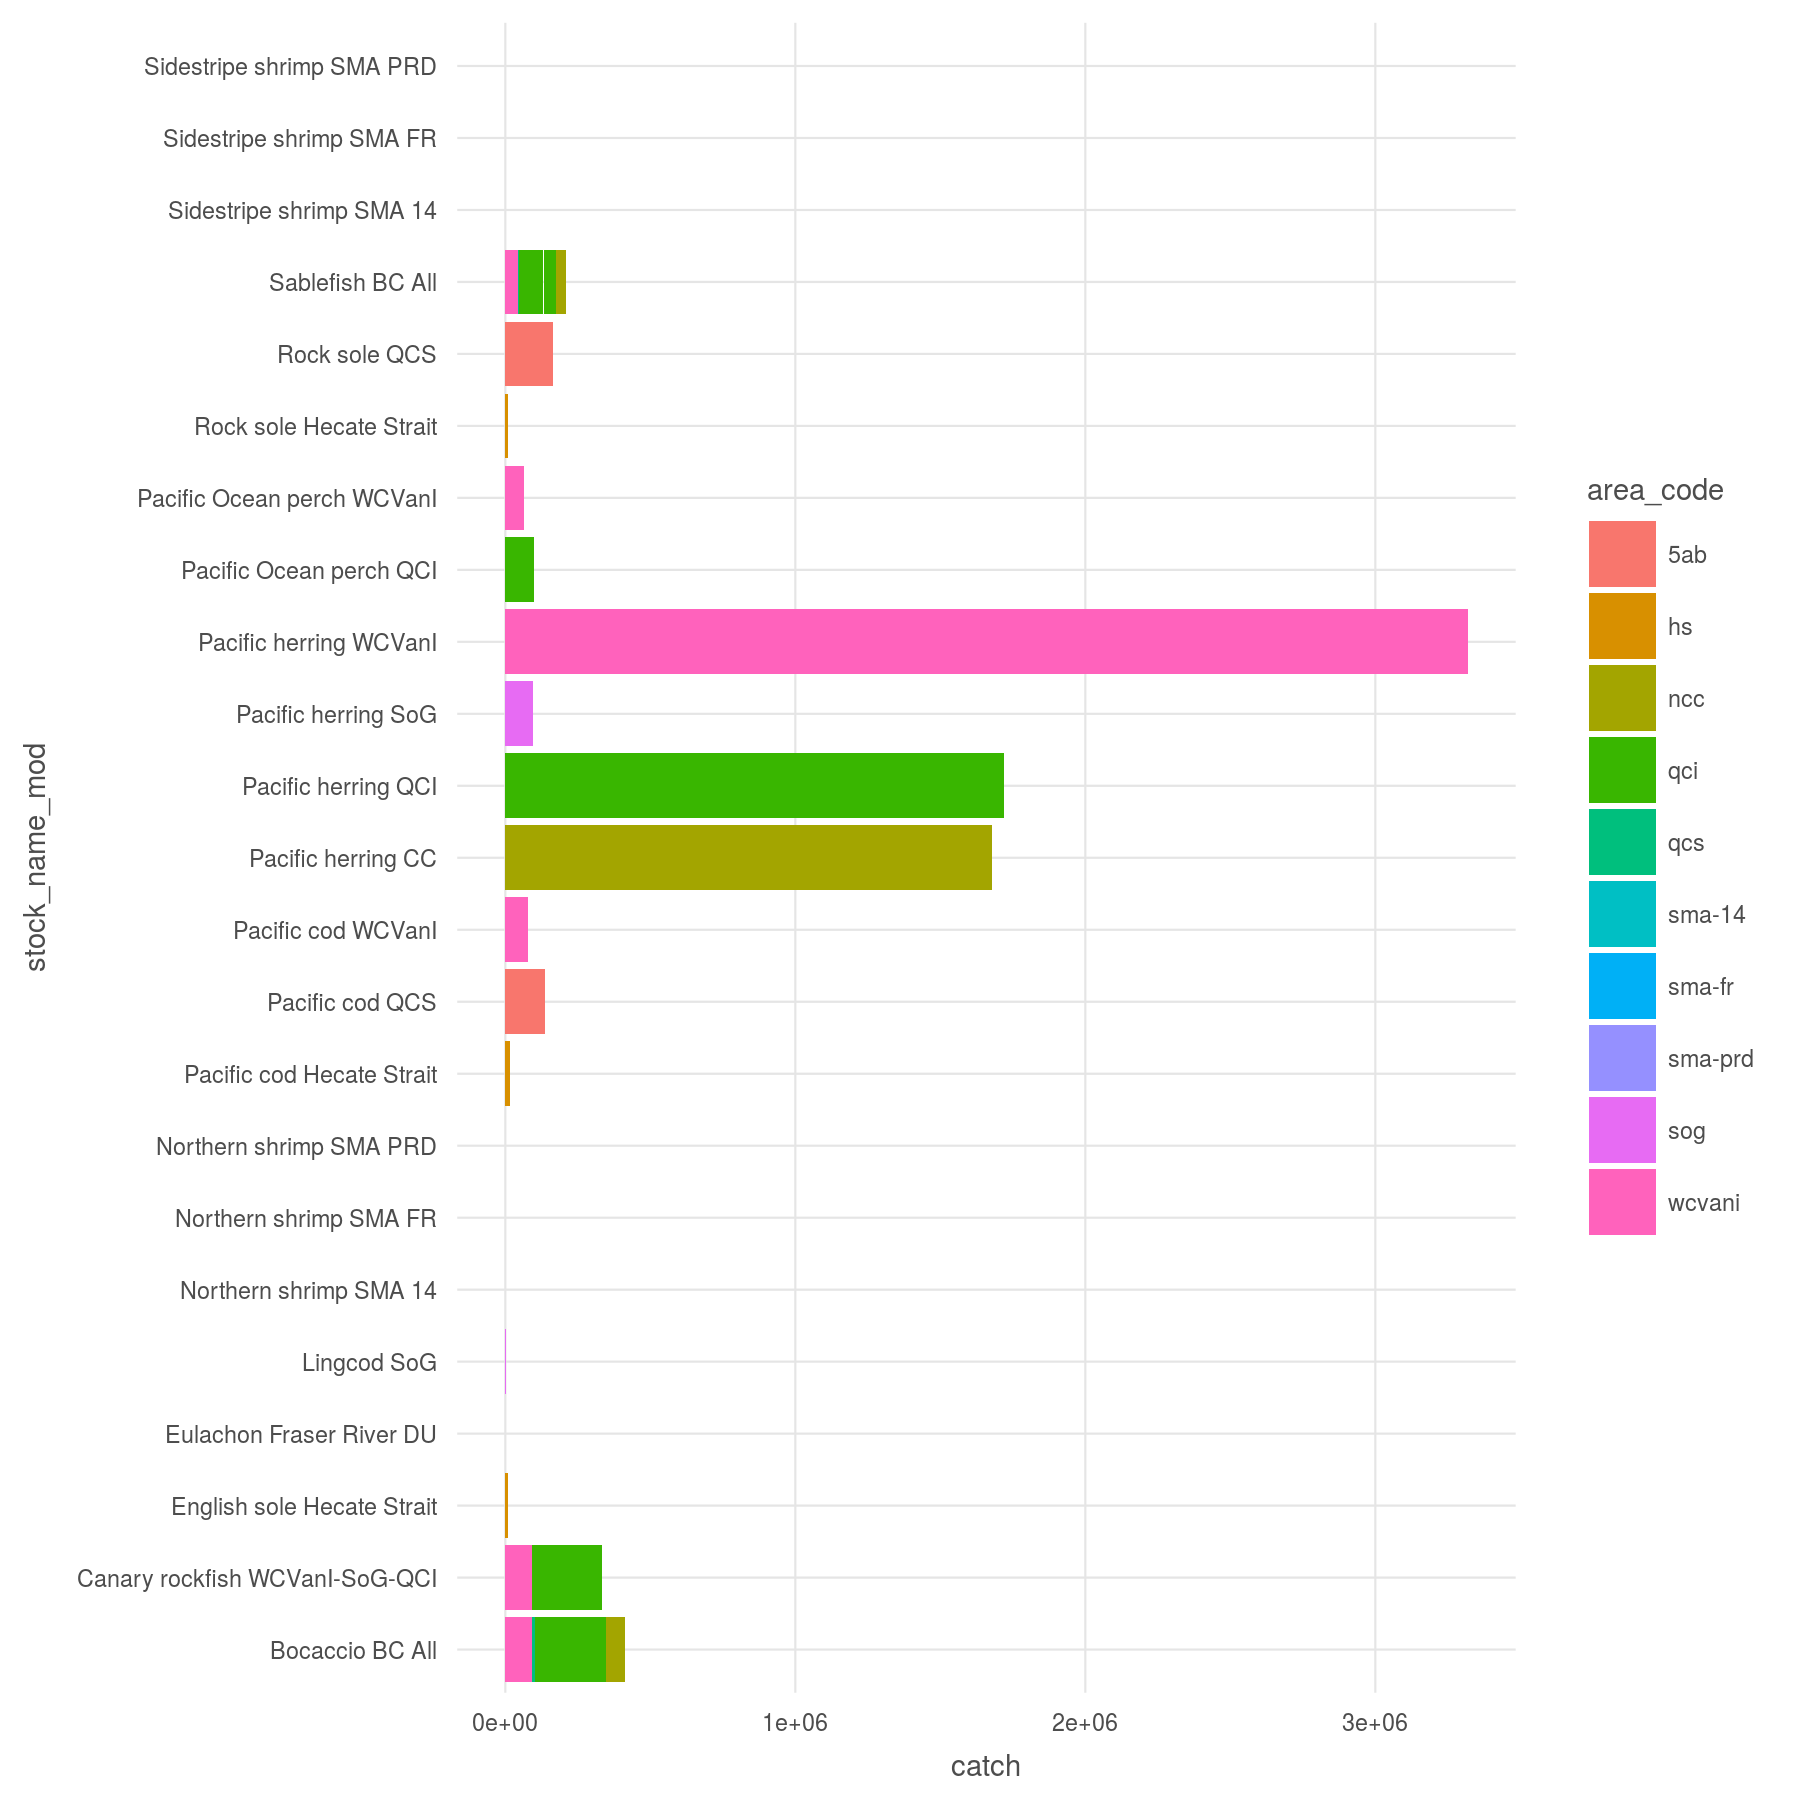 Sidestripe shrimp SMA PRD
Sidestripe shrimp SMA FR
Sidestripe shrimp SMA 14
Sablefish BC All
Rock sole QCS
Rock sole Hecate Strait
Pacific Ocean perch WCVanI
Pacific Ocean perch QCI
Pacific herring WCVanI
Pacific herring SoG
Pacific herring QCI
Pacific herring CC
Pacific cod WCVanI
Pacific cod QCS
Pacific cod Hecate Strait
Northern shrimp SMA PRD
Northern shrimp SMA FR
Northern shrimp SMA 14
Lingcod SoG
Eulachon Fraser River DU
English sole Hecate Strait
Canary rockfish WCVanI-SoG-QCI
Bocaccio BC All
stock_name_mod
0e+00 1e+06 2e+06 3e+06
catch
area_code
5ab
hs
ncc
qci
qcs
sma-14
sma-fr
sma-prd
sog
wcvani